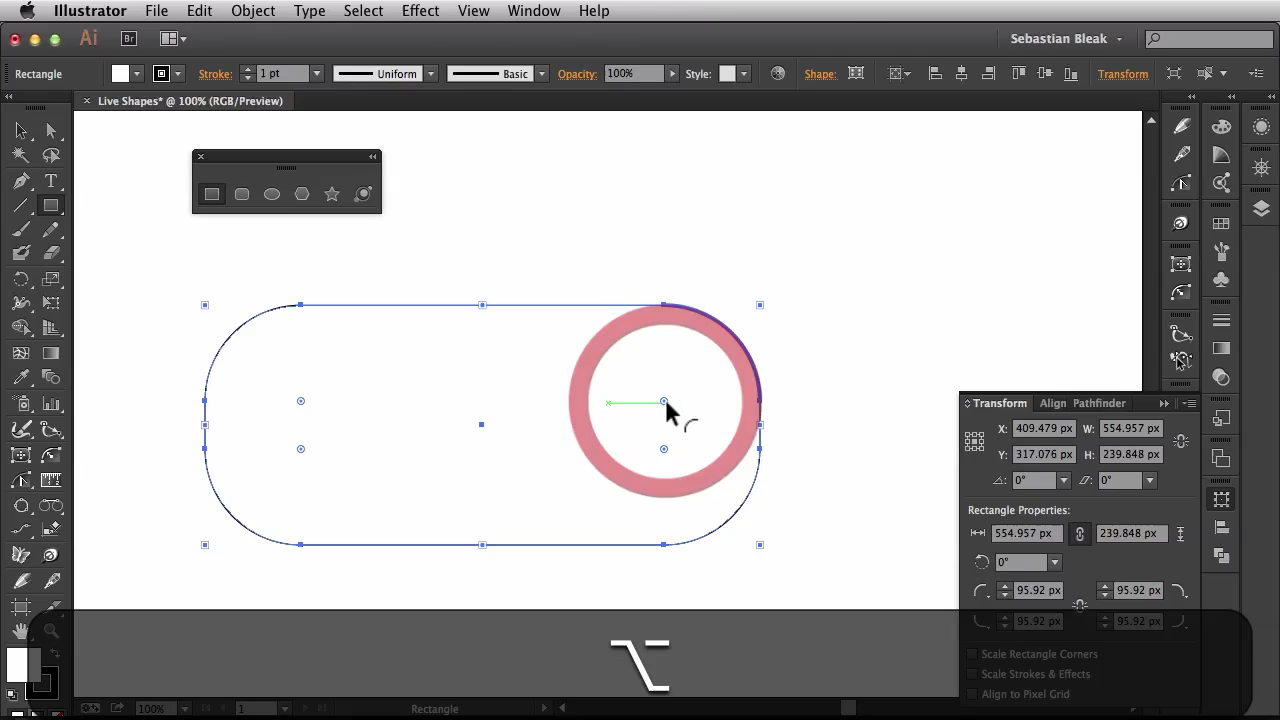 Illustrator File Edit Object Type Select Effect View Window Help
Ai Br Sebastian Bleak
Rectangle Stroke: 1 pt Uniform Basic Opacity: 100% Style: Shape: Transform
× Live Shapes* @ 100% (RGB/Preview)
Transform Align Pathfinder
X: 409.479 px W: 554.957 px
Y: 317.076 px H: 239.848 px
0° 0°
Rectangle Properties:
554.957 px 239.848 px
0°
95.92 px 95.92 px
95.92 px 95.92 px
Scale Rectangle Corners
Scale Strokes & Effects
Align to Pixel Grid
⌥
100% 1 Rectangle